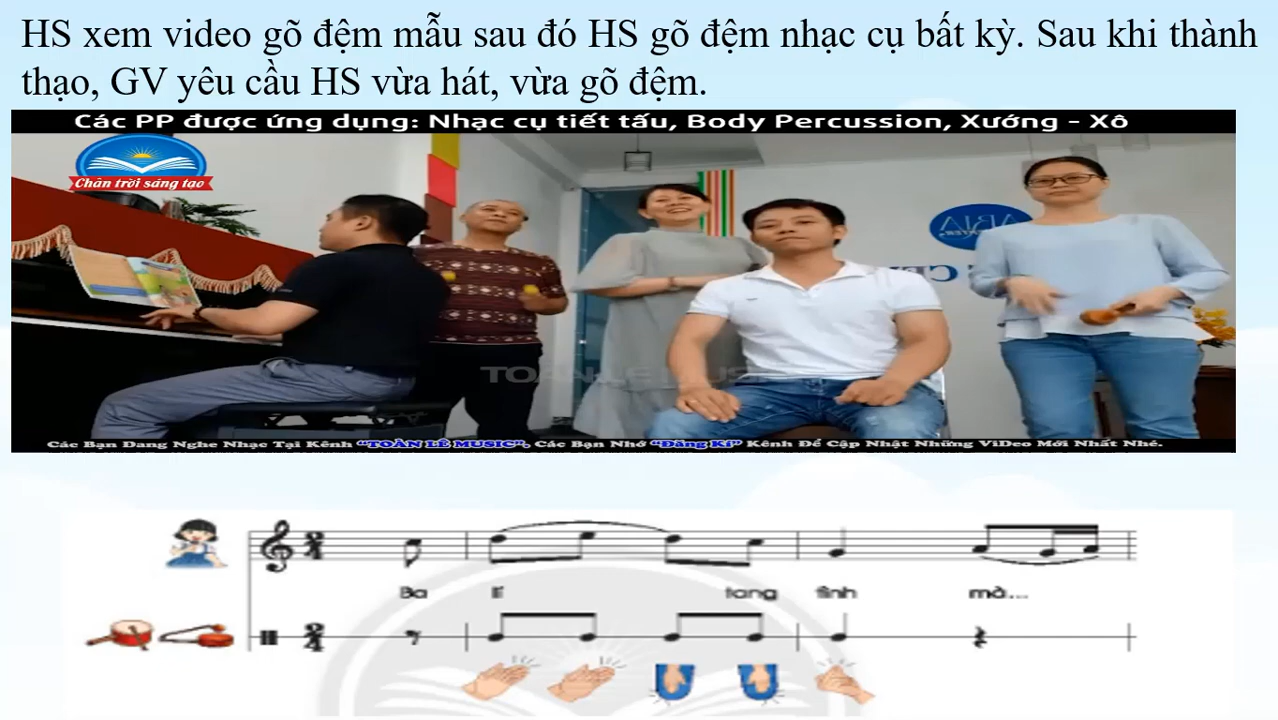 HS xem video gõ đệm mẫu sau đó HS gõ đệm nhạc cụ bất kỳ. Sau khi thành
thạo, GV yêu cầu HS vừa hát, vừa gõ đệm.
Các PP được ứng dụng: Nhạc cụ tiết tấu, Body Percussion, Xướng – Xô
Chân trời sáng tạo
Các Bạn Đang Nghe Nhạc Tại Kênh “TOÀN LÊ MUSIC”. Các Bạn Nhớ “Đăng Kí” Kênh Để Cập Nhật Những ViDeo Mới Nhất Nhé.
Ba lí tang tình mà...